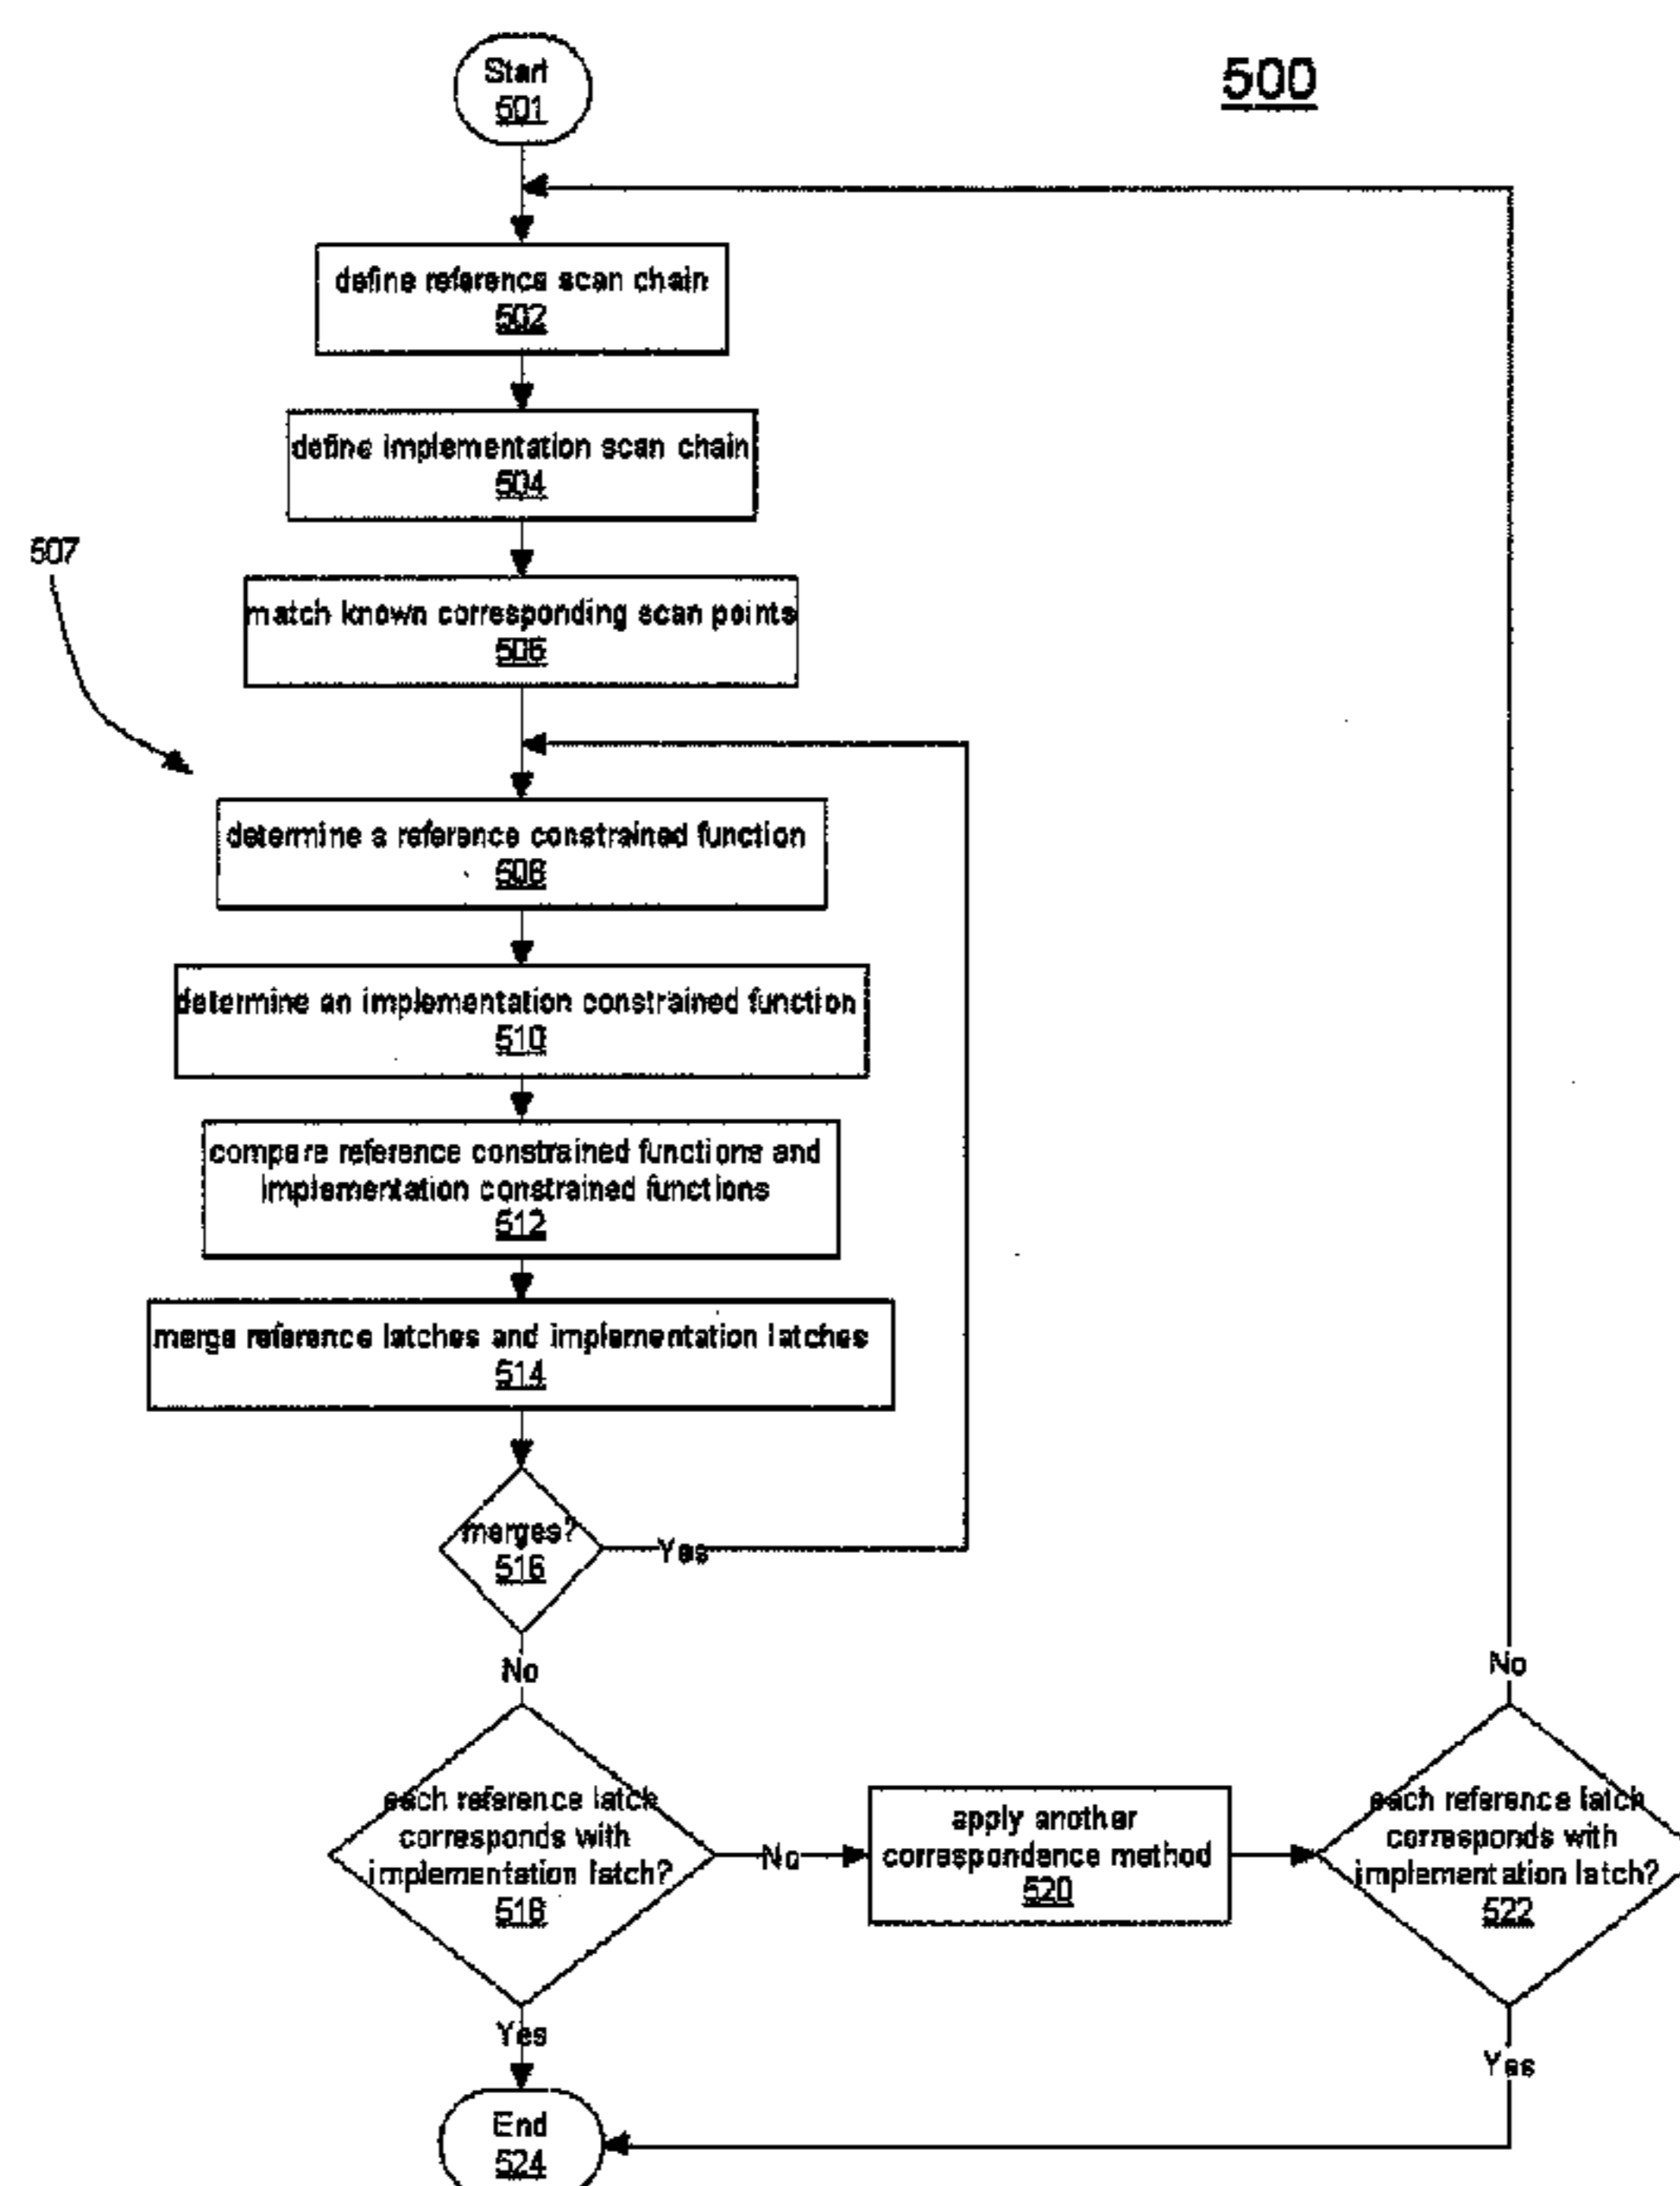 500
Start
501
define reference scan chain
502
define implementation scan chain
504
match known corresponding scan points
506
507
determine a reference constrained function
508
determine an implementation constrained function
510
compare reference constrained functions and
implementation constrained functions
512
merge reference latches and implementation latches
514
merges?
516
Yes
No
each reference latch
corresponds with
implementation latch?
518
No
apply another
correspondence method
520
No
each reference latch
corresponds with
implementation latch?
522
Yes
Yes
End
524